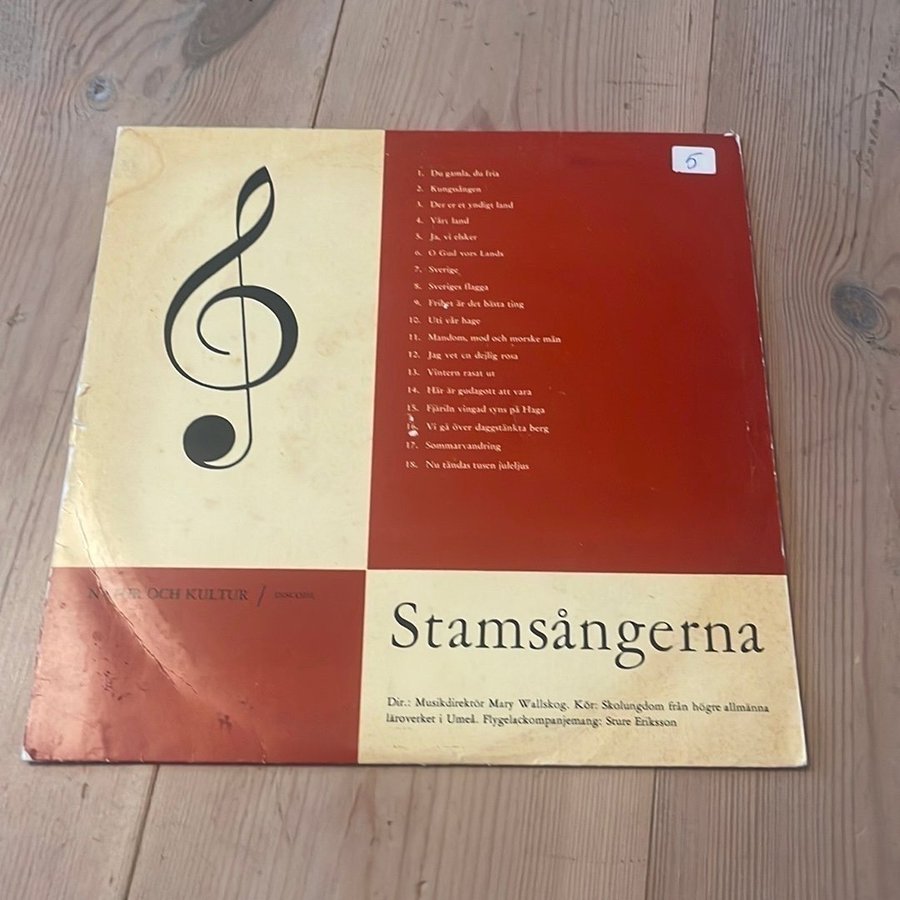 5
1. Du gamla, du fria
2. Kungssången
3. Der er et yndigt land
4. Vårt land
5. Ja, vi elsker
6. O Gud vors Lands
7. Sverige
8. Sveriges flagga
9. Frihet är det bästa ting
10. Uti vår hage
11. Mandom, mod och morske män
12. Jag vet en dejlig rosa
13. Vintern rasat ut
14. Här är gudagott att vara
15. Fjäriln vingad syns på Haga
16. Vi gå över daggstänkta berg
17. Sommarvandring
18. Nu tändas tusen juleljus
NATUR OCH KULTUR /
Stamsångerna
Dir.: Musikdirektör Mary Wallskog. Kör: Skolungdom från högre allmänna
läroverket i Umeå. Flygelackompanjemang: Sture Eriksson